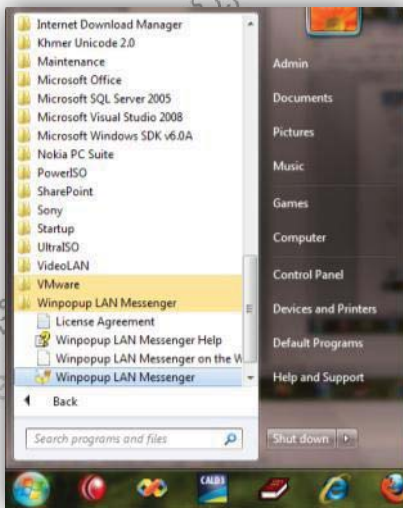 Internet Download Manager
Khmer Unicode 2.0
Maintenance
Microsoft Office
Microsoft SQL Server 2005
Microsoft Visual Studio 2008
Microsoft Windows SDK v6.0A
Nokia PC Suite
PowerISO
SharePoint
Sony
Startup
UltraISO
VideoLAN
VMware
Winpopup LAN Messenger
License Agreement
Winpopup LAN Messenger Help
Winpopup LAN Messenger on the W
Winpopup LAN Messenger
Back
Search programs and files
Admin
Documents
Pictures
Music
Games
Computer
Control Panel
Devices and Printers
Default Programs
Help and Support
Shut down
CALD3